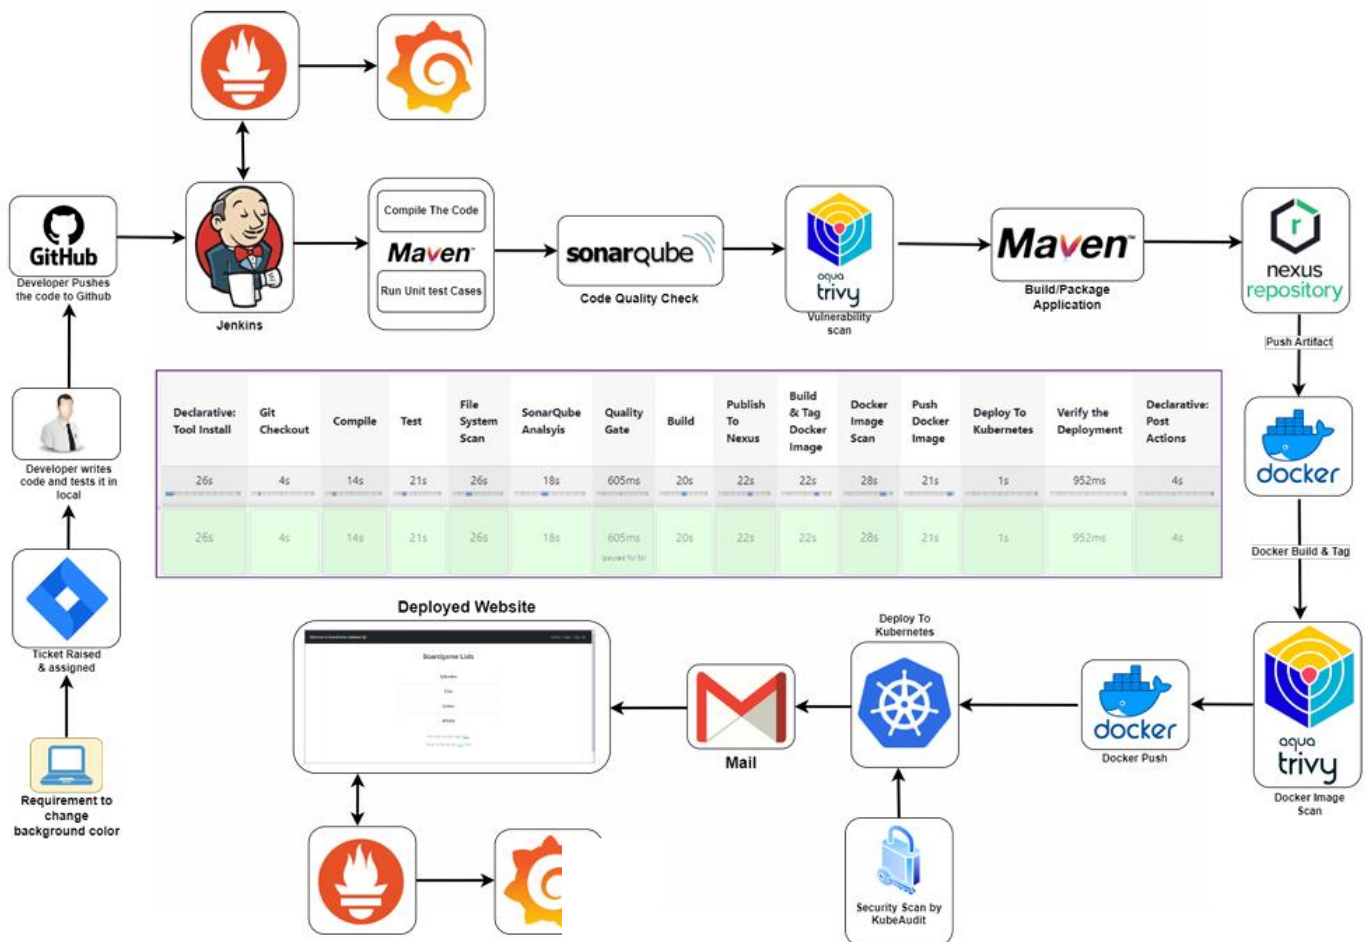 GitHub
Developer Pushes
the code to Github
Jenkins
Compile The Code
Maven™
Run Unit test Cases
sonarqube
Code Quality Check
aqua
trivy
Vulnerability
scan
Maven™
Build/Package
Application
nexus
repository
Push Artifact
docker
Docker Build & Tag
aqua
trivy
Docker Image
Scan
docker
Docker Push
Deploy To
Kubernetes
Security Scan by
KubeAudit
Mail
Deployed Website
Boardgame Lists
Developer writes
code and tests it in
local
Ticket Raised
& assigned
Requirement to
change
background color
Declarative:
Tool Install
Git
Checkout
Compile
Test
File
System
Scan
SonarQube
Analsyis
Quality
Gate
Build
Publish
To
Nexus
Build
& Tag
Docker
Image
Docker
Image
Scan
Push
Docker
Image
Deploy To
Kubernetes
Verify the
Deployment
Declarative:
Post
Actions
26s 4s 14s 21s 26s 18s 605ms 20s 22s 22s 28s 21s 1s 952ms 4s
26s 4s 14s 21s 26s 18s 605ms 20s 22s 22s 28s 21s 1s 952ms 4s